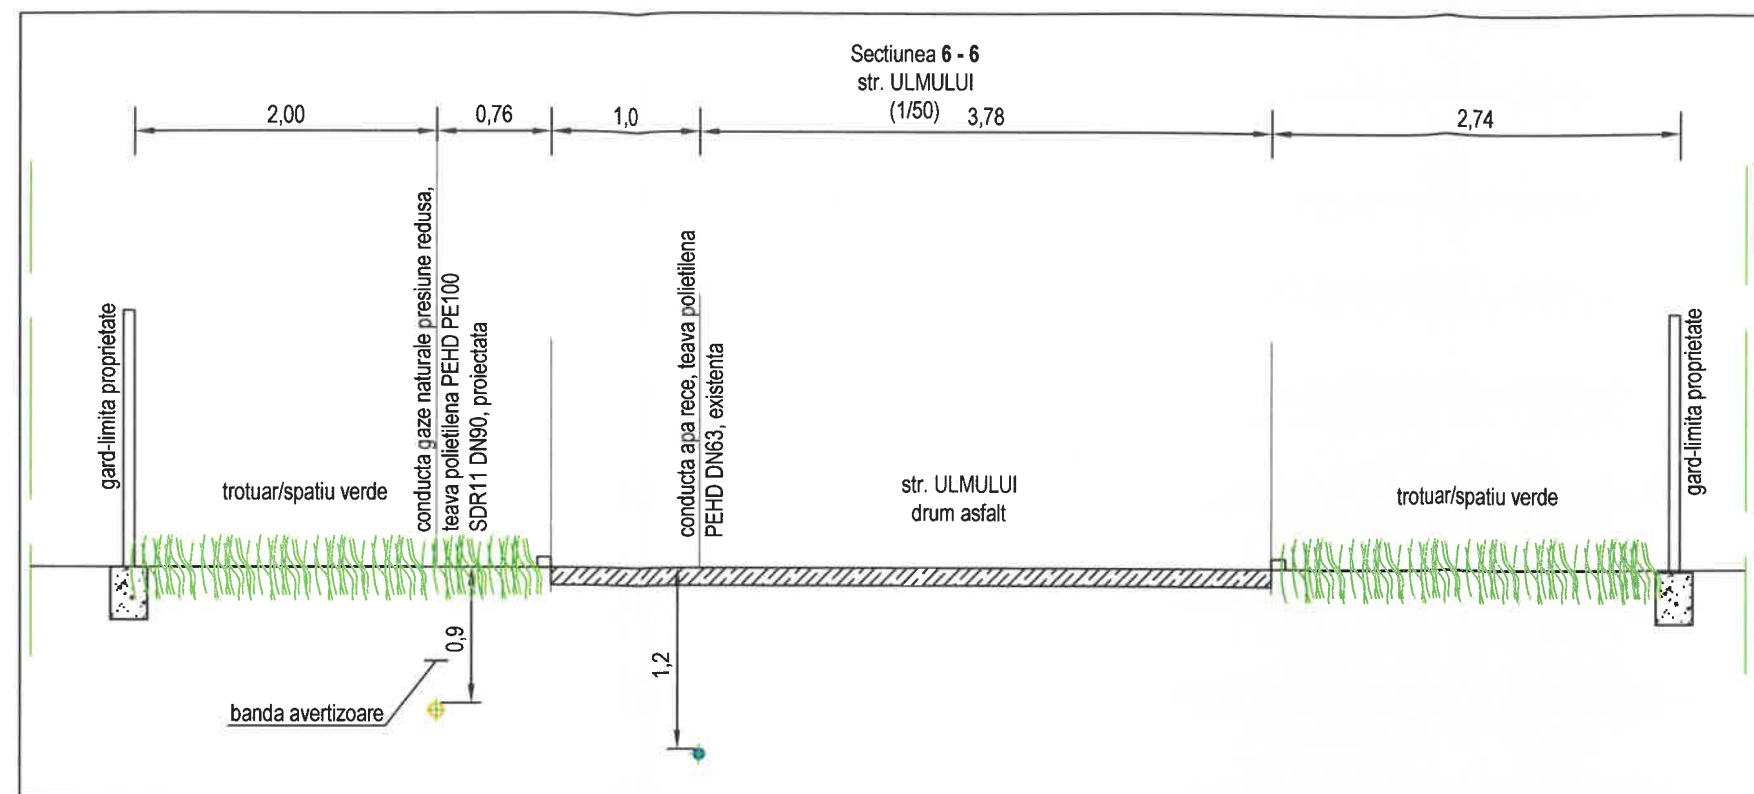 Sectiunea 6 - 6
str. ULMULUI
(1/50)
2,00
0,76
1,0
3,78
2,74
gard-limita proprietate
trotuar/spatiu verde
conducta gaze naturale presiune redusa,
teava polietilena PEHD PE100
SDR11 DN90, proiectata
conducta apa rece, teava polietilena
PEHD DN63, existenta
str. ULMULUI
drum asfalt
trotuar/spatiu verde
gard-limita proprietate
0,9
1,2
banda avertizoare